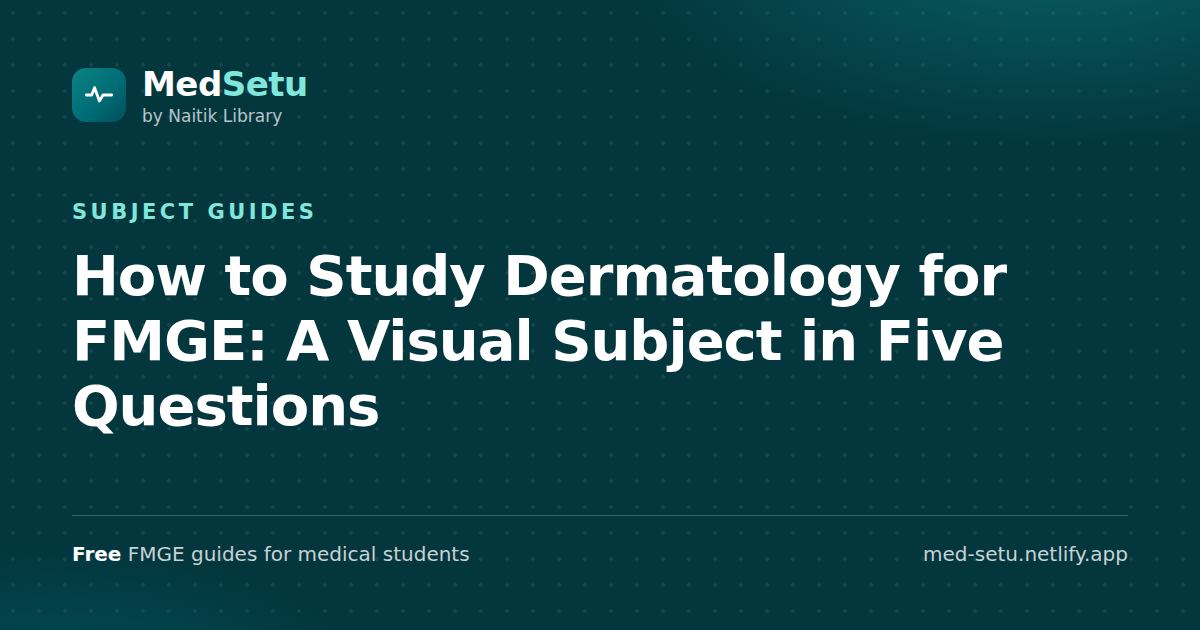 MedSetu
by Naitik Library
SUBJECT GUIDES
How to Study Dermatology for
FMGE: A Visual Subject in Five
Questions
Free FMGE guides for medical students
med-setu.netlify.app